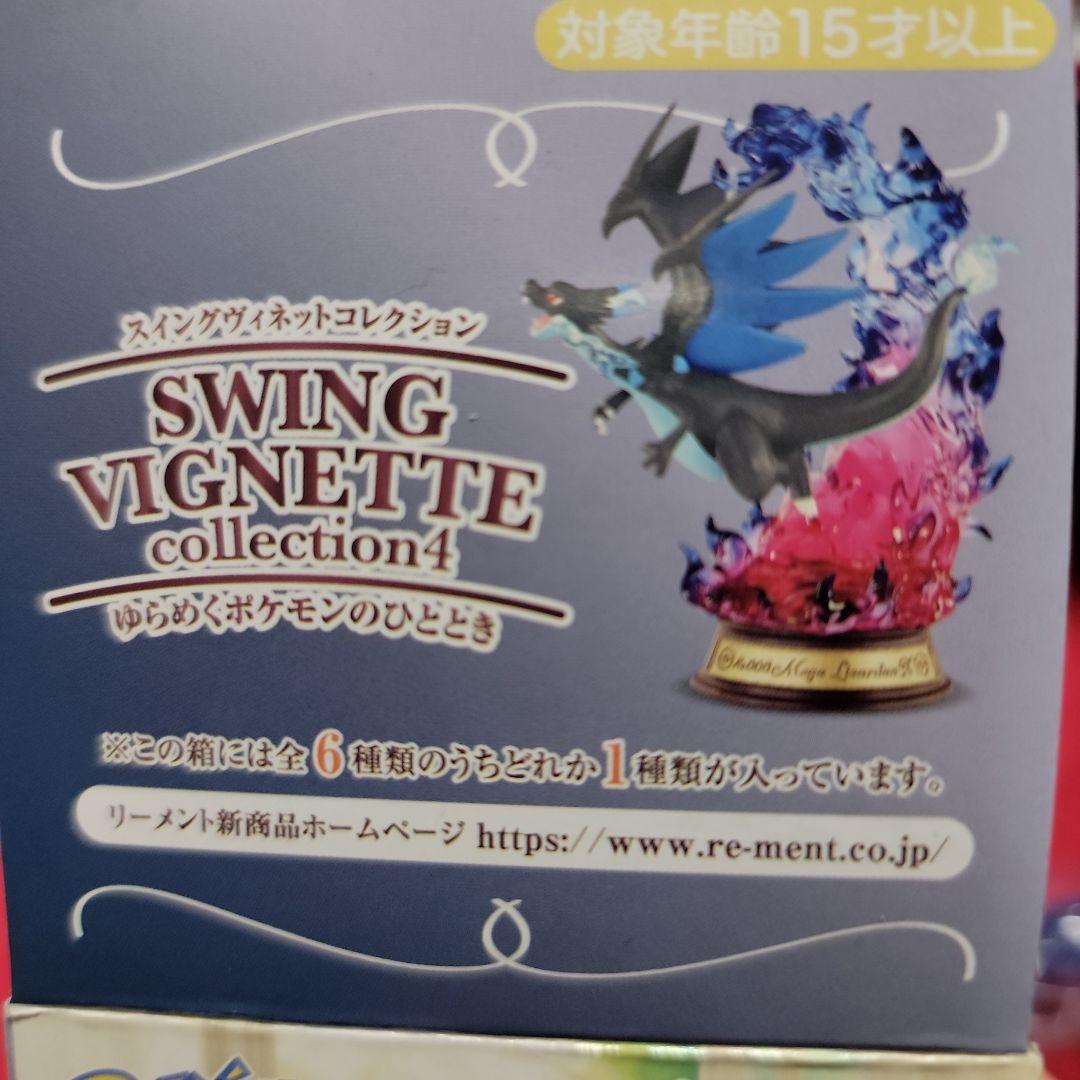 対象年齢15才以上
スイングヴィネットコレクション
SWING
VIGNETTE
collection4
ゆらめくポケモンのひととき
※この箱には全6種類のうちどれか1種類が入っています。
リーメント新商品ホームページ https://www.re-ment.co.jp/